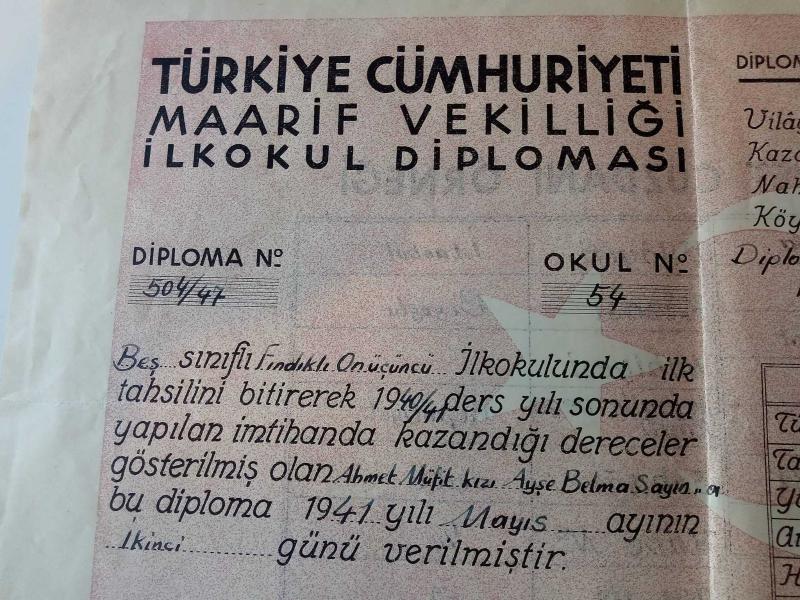 TÜRKİYE CÜMHURİYETİ
MAARİF VEKİLLİĞİ
İLKOKUL DİPLOMASI
DİPLOMA Nº
504/47
OKUL Nº
54
Beş sınıflı Fındıklı Onüçüncü İlkokulunda ilk
tahsilini bitirerek 1940/41 ders yılı sonunda
yapılan imtihanda kazandığı dereceler
gösterilmiş olan Ahmet Müfit kızı Ayşe Belma Sayın'a
bu diploma 1941 yılı Mayıs ayının
İkinci günü verilmiştir.